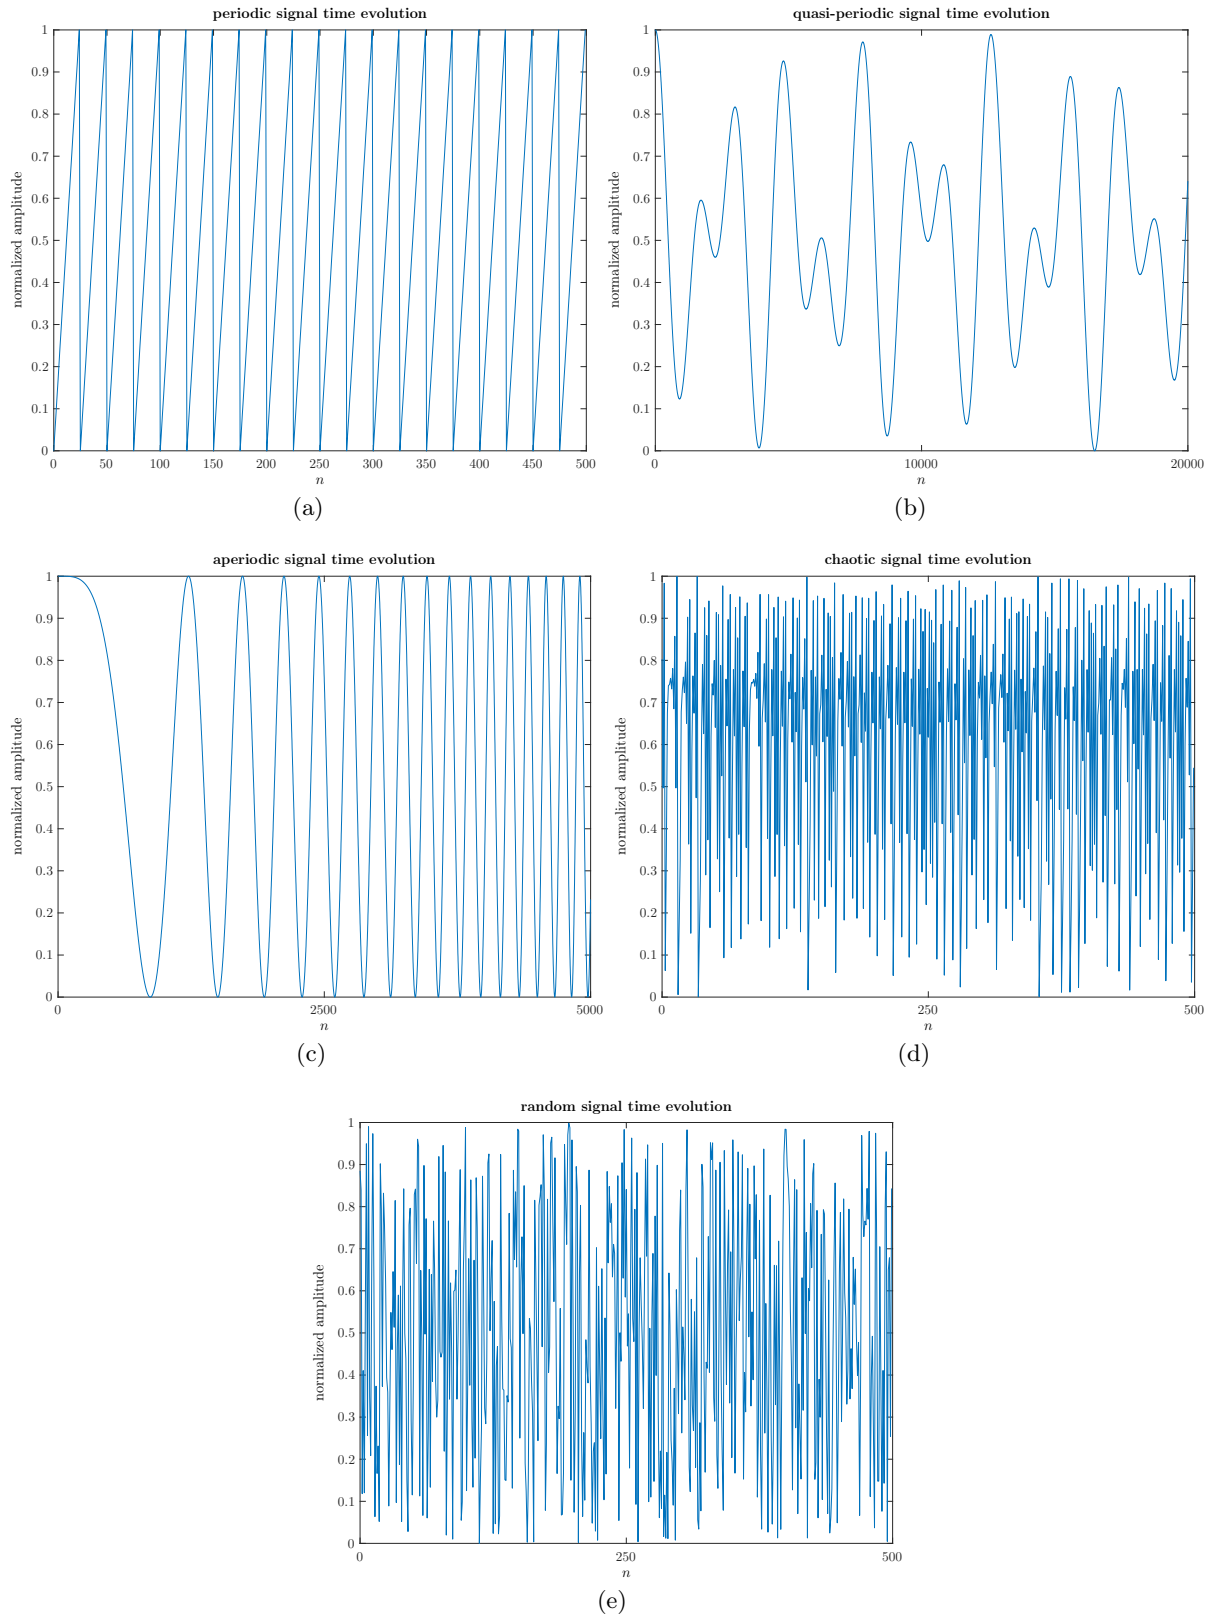 periodic signal time evolution
1
0.9
0.8
0.7
0.6
0.5
0.4
0.3
0.2
0.1
0
normalized amplitude
0 50 100 150 200 250 300 350 400 450 500
n
(a)
quasi-periodic signal time evolution
1
0.9
0.8
0.7
0.6
0.5
0.4
0.3
0.2
0.1
0
normalized amplitude
0 10000 20000
n
(b)
aperiodic signal time evolution
1
0.9
0.8
0.7
0.6
0.5
0.4
0.3
0.2
0.1
0
normalized amplitude
0 2500 5000
n
(c)
chaotic signal time evolution
1
0.9
0.8
0.7
0.6
0.5
0.4
0.3
0.2
0.1
0
normalized amplitude
0 250 500
n
(d)
random signal time evolution
1
0.9
0.8
0.7
0.6
0.5
0.4
0.3
0.2
0.1
0
normalized amplitude
0 250 500
n
(e)